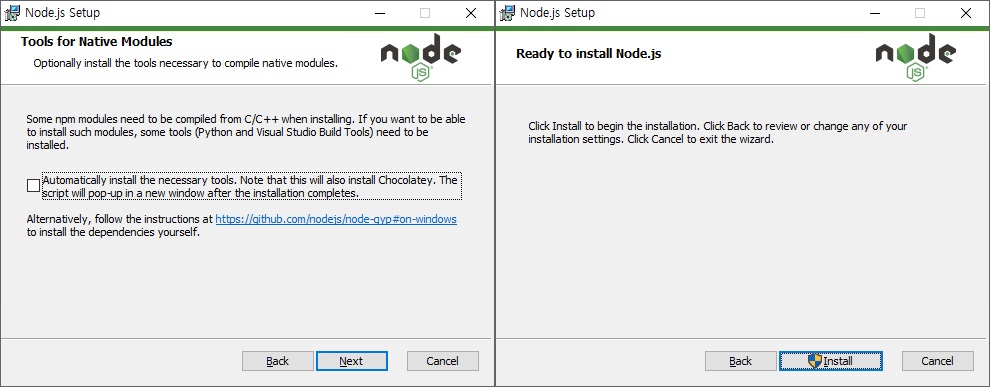 Node.js Setup
Tools for Native Modules
Optionally install the tools necessary to compile native modules.
node
JS
Some npm modules need to be compiled from C/C++ when installing. If you want to be able
to install such modules, some tools (Python and Visual Studio Build Tools) need to be
installed.
Automatically install the necessary tools. Note that this will also install Chocolatey. The
script will pop-up in a new window after the installation completes.
Alternatively, follow the instructions at https://github.com/nodejs/node-gyp#on-windows
to install the dependencies yourself.
Back
Next
Cancel
Node.js Setup
Ready to install Node.js
node
JS
Click Install to begin the installation. Click Back to review or change any of your
installation settings. Click Cancel to exit the wizard.
Back
Install
Cancel